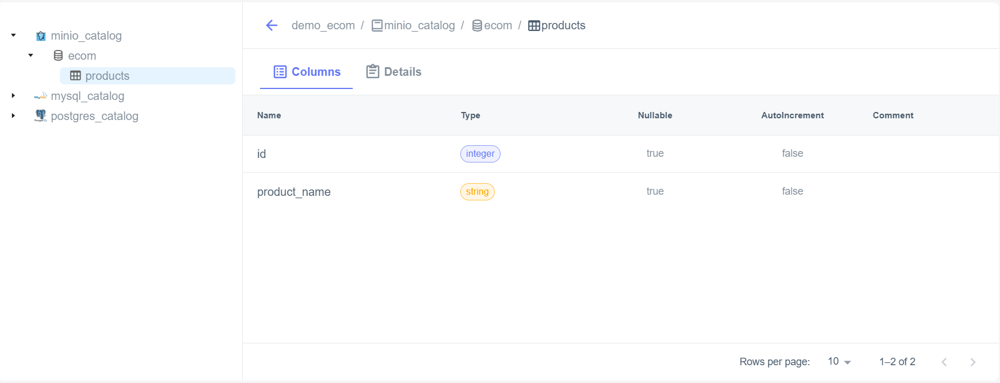 minio_catalog
ecom
products
mysql_catalog
postgres_catalog
demo_ecom / minio_catalog / ecom / products
Columns Details
Name Type Nullable AutoIncrement Comment
id integer true false
product_name string true false
Rows per page: 10 1–2 of 2